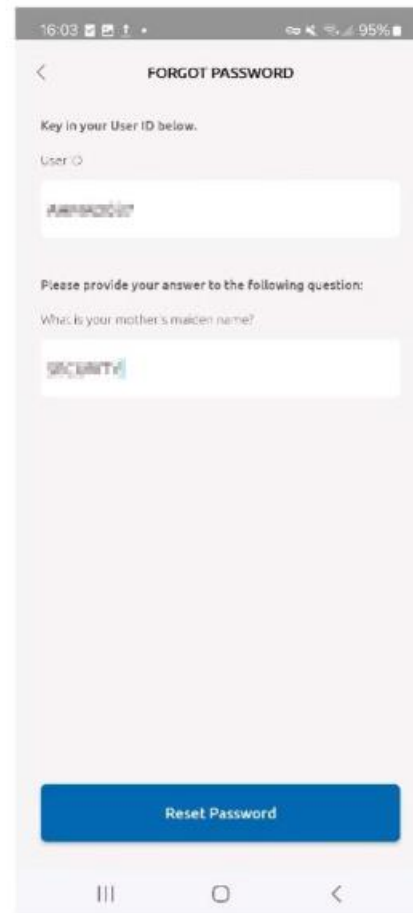 16:03 95%
FORGOT PASSWORD
Key in your User ID below.
User ID
Please provide your answer to the following question:
What is your mother's maiden name?
Reset Password